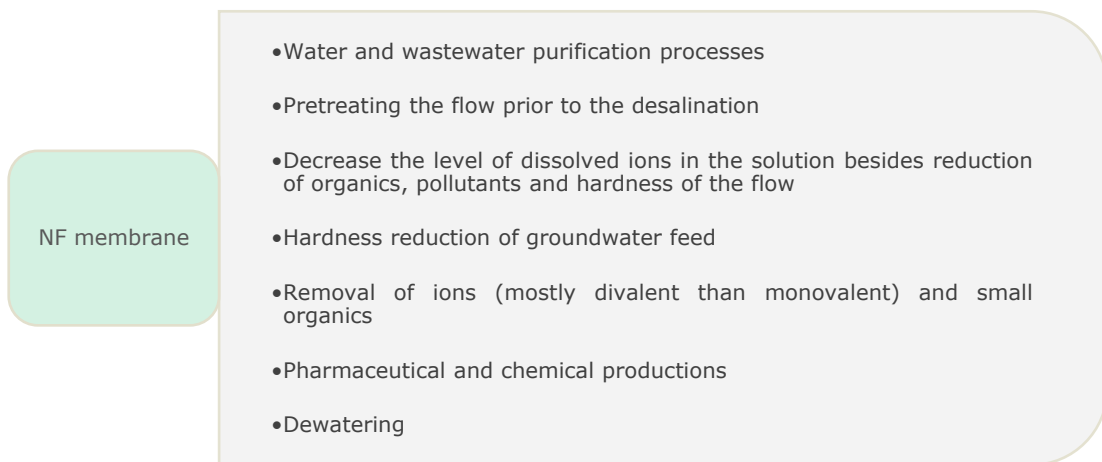 •Water and wastewater purification processes
•Pretreating the flow prior to the desalination
•Decrease the level of dissolved ions in the solution besides reduction
of organics, pollutants and hardness of the flow
NF membrane
•Hardness reduction of groundwater feed
•Removal of ions (mostly divalent than monovalent) and small
organics
•Pharmaceutical and chemical productions
•Dewatering